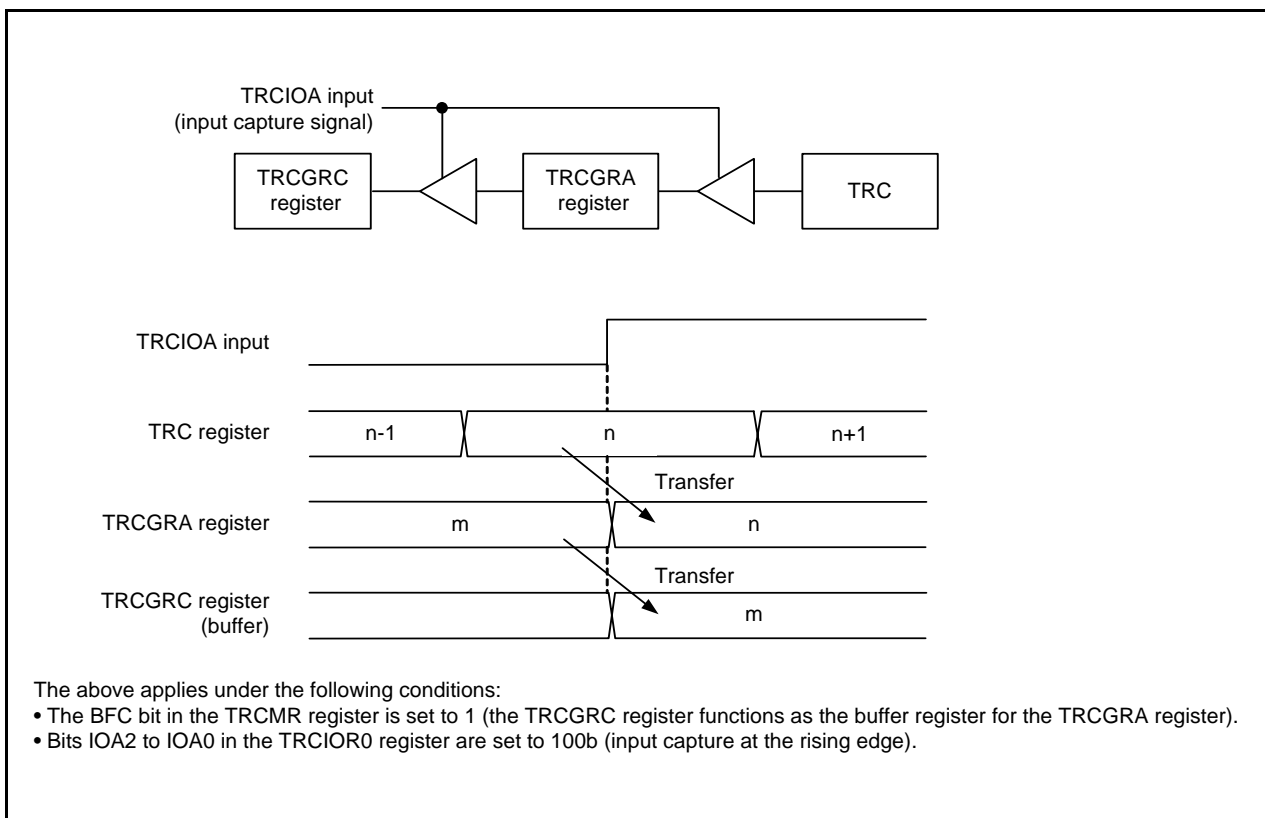 TRCIOA input
(input capture signal)
TRCGRC
register
TRCGRA
register
TRC
TRCIOA input
TRC register
n-1
n
n+1
Transfer
TRCGRA register
m
n
Transfer
TRCGRC register
(buffer)
m
The above applies under the following conditions:
• The BFC bit in the TRCMR register is set to 1 (the TRCGRC register functions as the buffer register for the TRCGRA register).
• Bits IOA2 to IOA0 in the TRCIOR0 register are set to 100b (input capture at the rising edge).